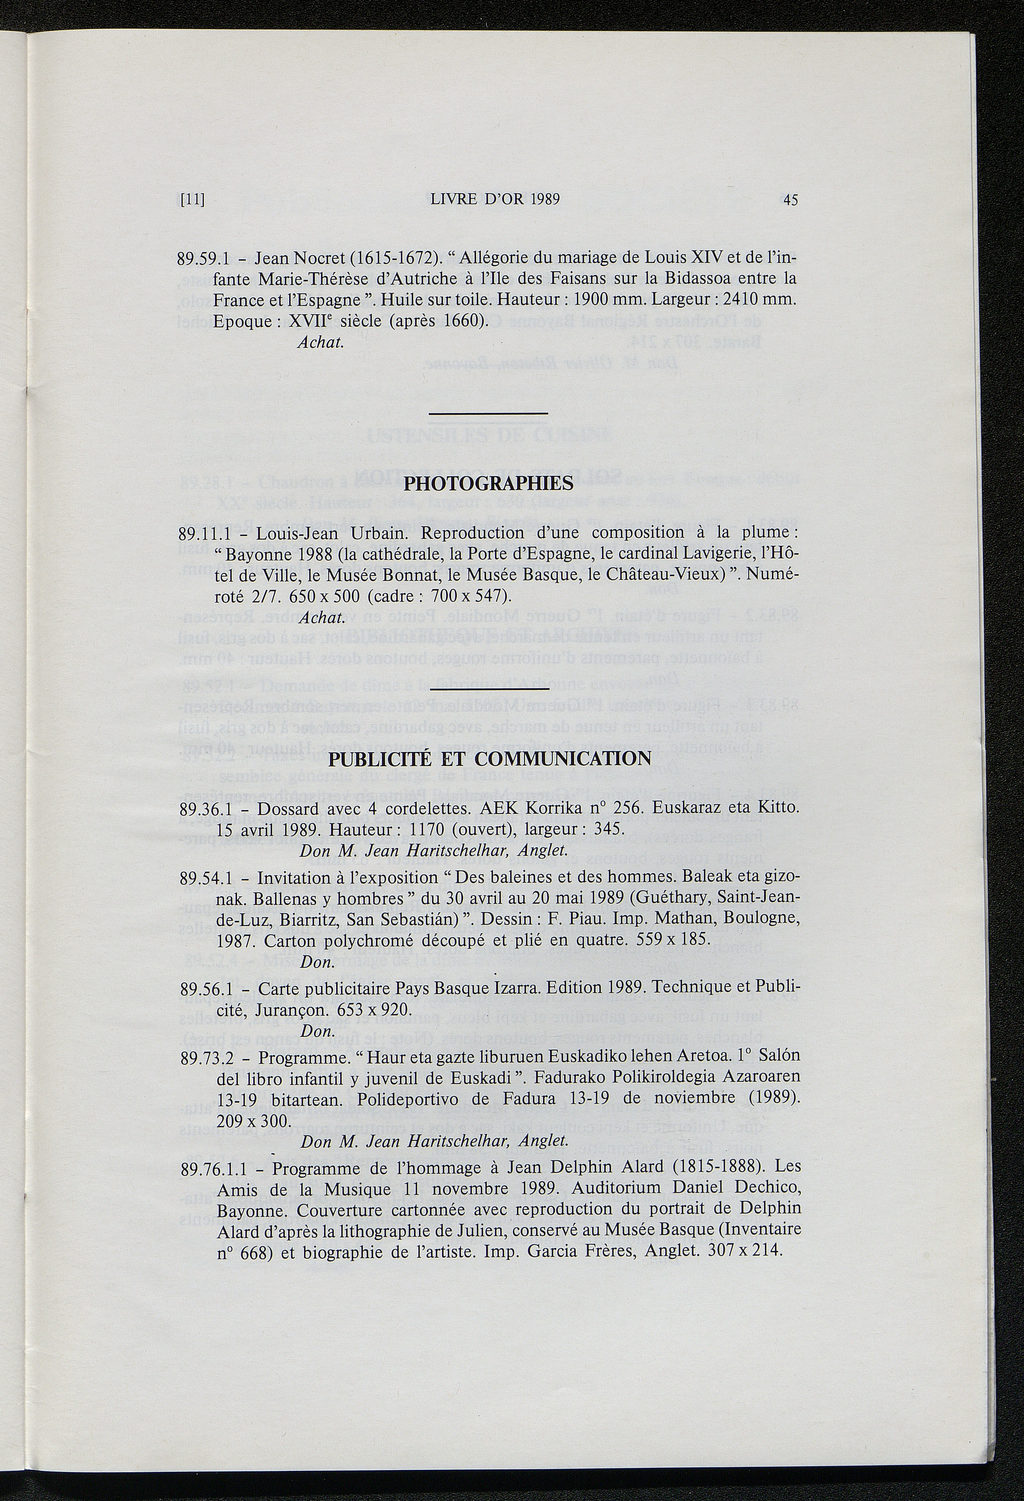 [11] LIVRE D'OR 1989 45
89.59.1 - Jean Nocret (1615-1672). “ Allégorie du mariage de Louis XIV et de l'in-
fante Marie-Thérèse d'Autriche à l'Ile des Faisans sur la Bidassoa entre la
France et l'Espagne ”. Huile sur toile. Hauteur : 1900 mm. Largeur : 2410 mm.
Epoque : XVIIe siècle (après 1660).
Achat.
PHOTOGRAPHIES
89.11.1 - Louis-Jean Urbain. Reproduction d'une composition à la plume :
“ Bayonne 1988 (la cathédrale, la Porte d'Espagne, le cardinal Lavigerie, l'Hô-
tel de Ville, le Musée Bonnat, le Musée Basque, le Château-Vieux) ”. Numé-
roté 2/7. 650 x 500 (cadre : 700 x 547).
Achat.
PUBLICITÉ ET COMMUNICATION
89.36.1 - Dossard avec 4 cordelettes. AEK Korrika n° 256. Euskaraz eta Kitto.
15 avril 1989. Hauteur : 1170 (ouvert), largeur : 345.
Don M. Jean Haritschelhar, Anglet.
89.54.1 - Invitation à l'exposition “ Des baleines et des hommes. Baleak eta gizo-
nak. Ballenas y hombres ” du 30 avril au 20 mai 1989 (Guéthary, Saint-Jean-
de-Luz, Biarritz, San Sebastián) ”. Dessin : F. Piau. Imp. Mathan, Boulogne,
1987. Carton polychromé découpé et plié en quatre. 559 x 185.
Don.
89.56.1 - Carte publicitaire Pays Basque Izarra. Edition 1989. Technique et Publi-
cité, Jurançon. 653 x 920.
Don.
89.73.2 - Programme. “ Haur eta gazte liburuen Euskadiko lehen Aretoa. 1° Salón
del libro infantil y juvenil de Euskadi ”. Fadurako Polikiroldegia Azaroaren
13-19 bitartean. Polideportivo de Fadura 13-19 de noviembre (1989).
209 x 300.
Don M. Jean Haritschelhar, Anglet.
89.76.1.1 - Programme de l'hommage à Jean Delphin Alard (1815-1888). Les
Amis de la Musique 11 novembre 1989. Auditorium Daniel Dechico,
Bayonne. Couverture cartonnée avec reproduction du portrait de Delphin
Alard d'après la lithographie de Julien, conservé au Musée Basque (Inventaire
n° 668) et biographie de l'artiste. Imp. Garcia Frères, Anglet. 307 x 214.